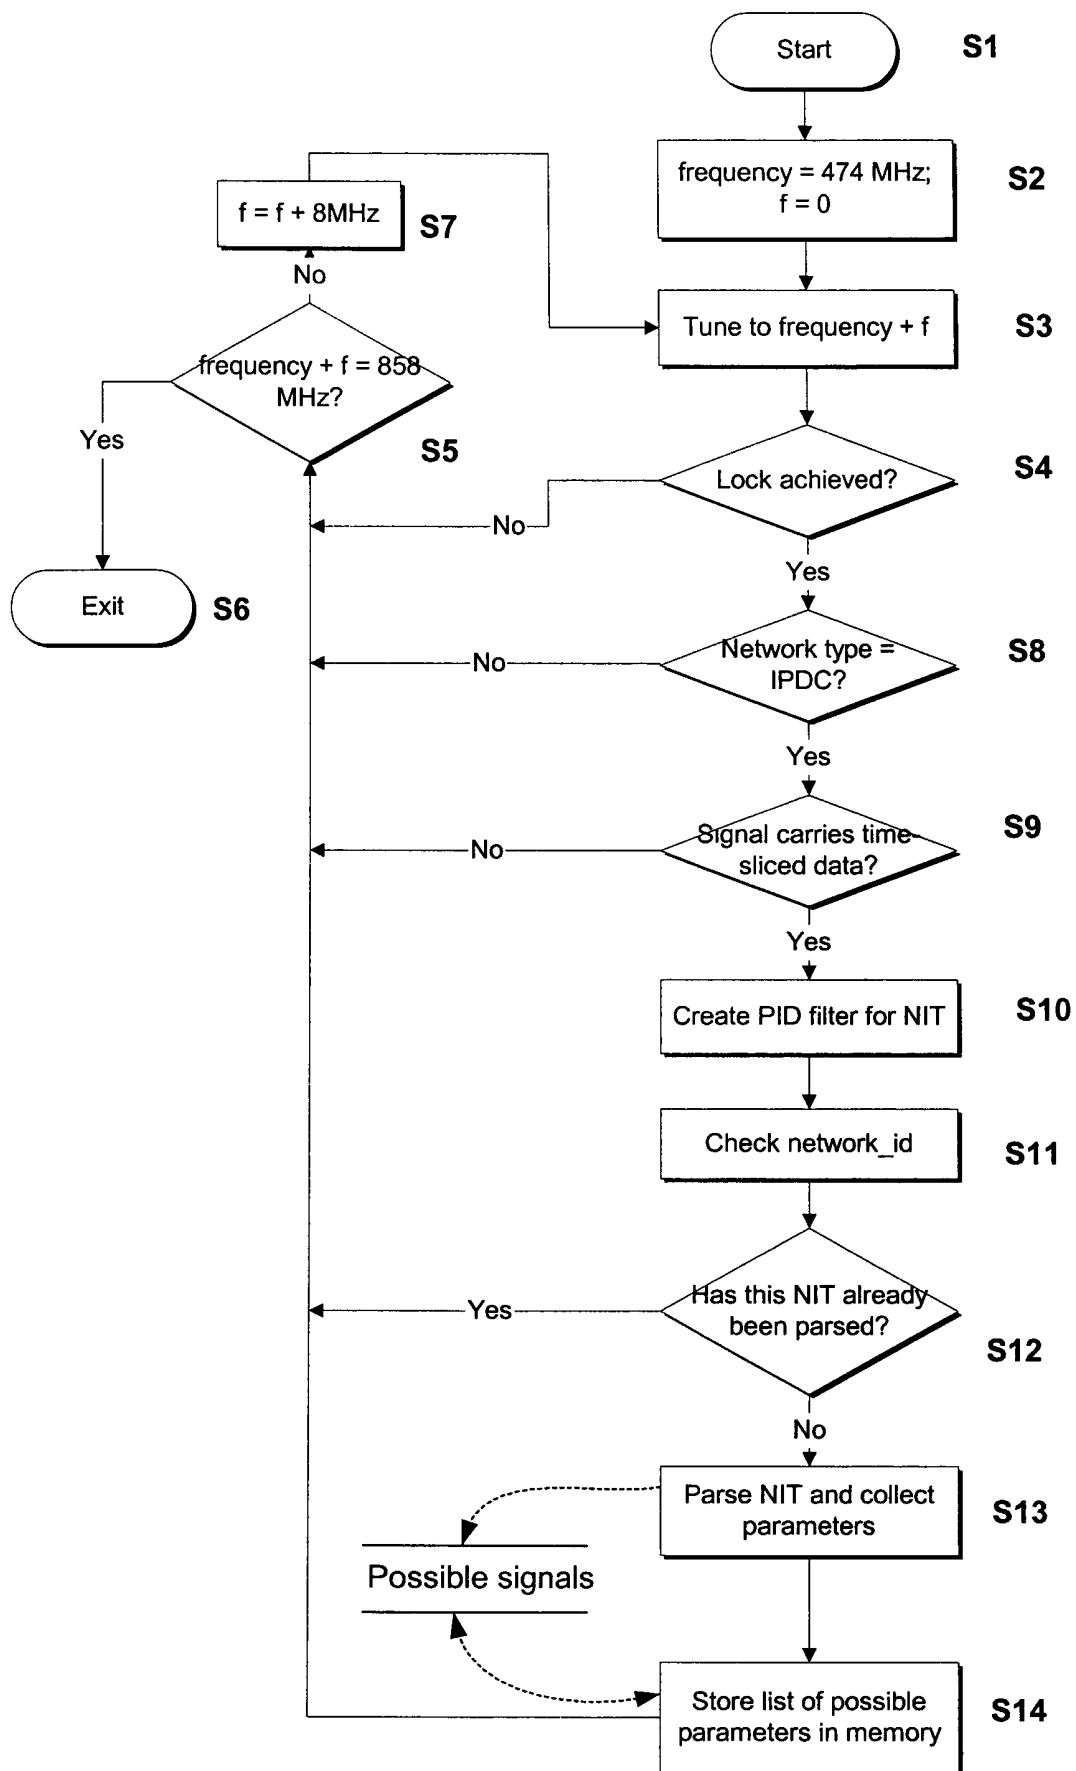 Start
S1
frequency = 474 MHz;
f = 0
S2
f = f + 8MHz
S7
No
Tune to frequency + f
S3
frequency + f = 858
MHz?
S5
Yes
Lock achieved?
S4
No
Yes
Exit
S6
Network type =
IPDC?
S8
No
Yes
Signal carries time-
sliced data?
S9
No
Yes
Create PID filter for NIT
S10
Check network_id
S11
Has this NIT already
been parsed?
S12
Yes
No
Parse NIT and collect
parameters
S13
Possible signals
Store list of possible
parameters in memory
S14